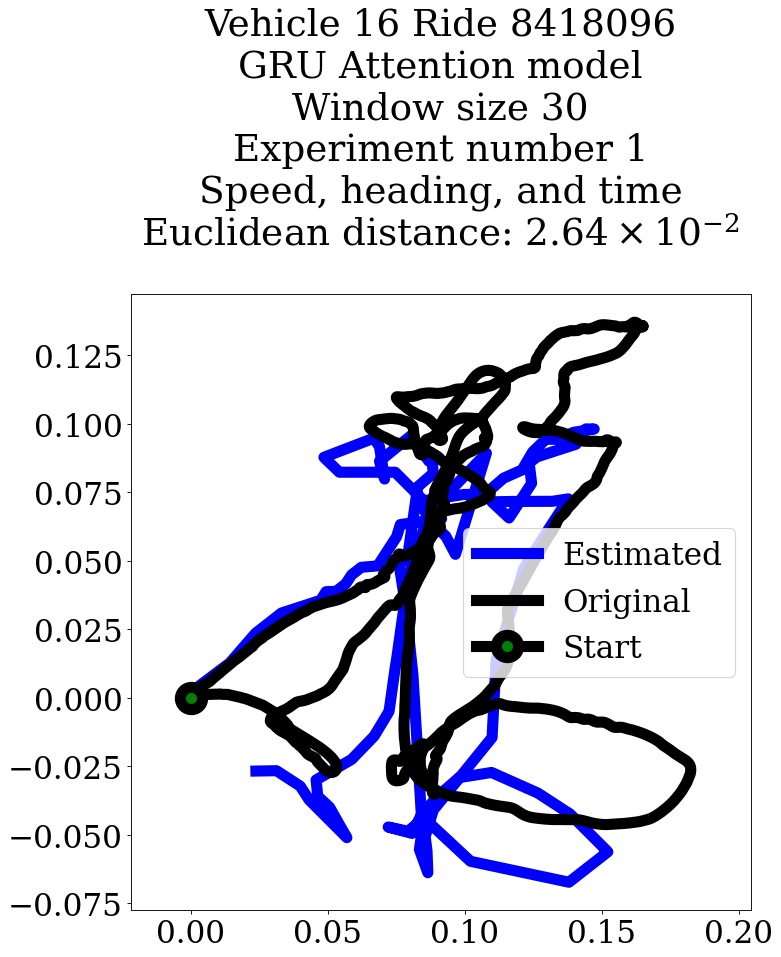 Vehicle 16 Ride 8418096
GRU Attention model
Window size 30
Experiment number 1
Speed, heading, and time
Euclidean distance: 2.64 × 10⁻²
0.125
0.100
0.075
0.050
0.025
0.000
−0.025
−0.050
−0.075
Estimated
Original
Start
0.00 0.05 0.10 0.15 0.20